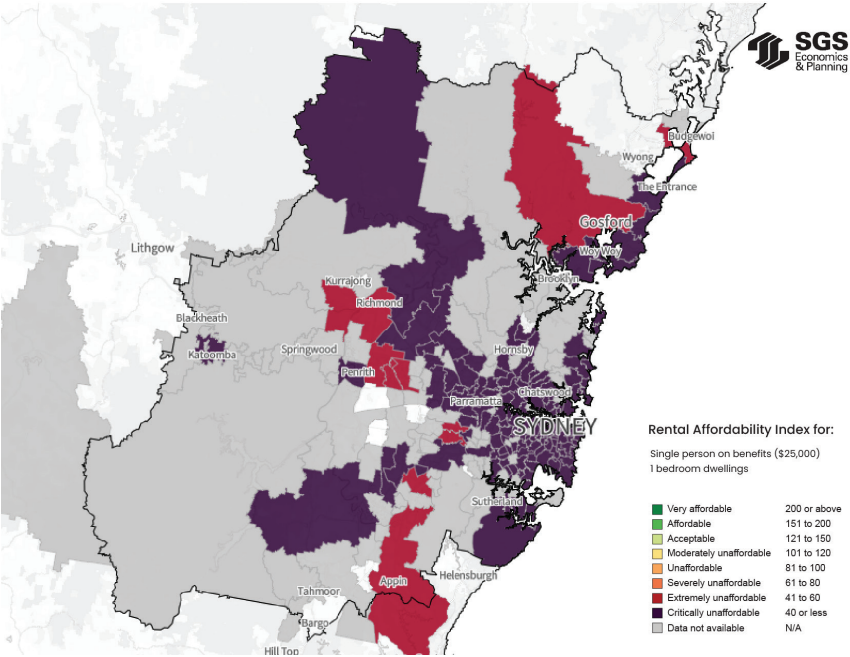 SGS
Economics
& Planning
Budgewoi
Wyong
The Entrance
Gosford
Lithgow
Woy Woy
Brooklyn
Kurrajong
Richmond
Blackheath
Katoomba
Springwood
Hornsby
Penrith
Chatswood
Parramatta
SYDNEY
Sutherland
Appin
Helensburgh
Tahmoor
Bargo
Hill Top
Rental Affordability Index for:
Single person on benefits ($25,000)
1 bedroom dwellings
Very affordable 200 or above
Affordable 151 to 200
Acceptable 121 to 150
Moderately unaffordable 101 to 120
Unaffordable 81 to 100
Severely unaffordable 61 to 80
Extremely unaffordable 41 to 60
Critically unaffordable 40 or less
Data not available N/A